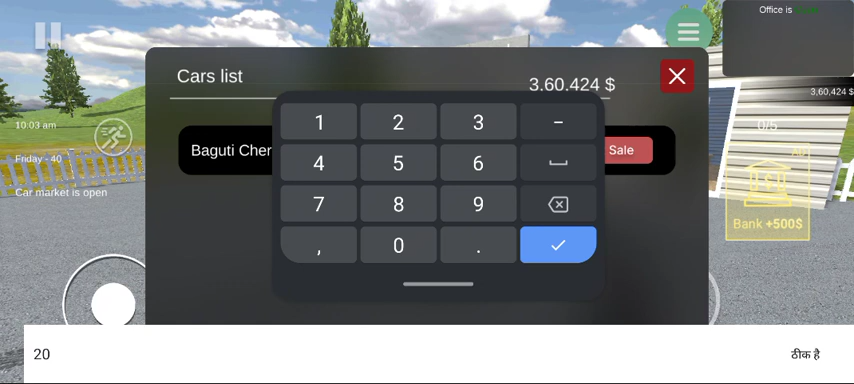 Office is
Cars list
3,60,424 $
3,60,424 $
10:03 am
0/5
Friday - 40
Baguti Cher
Sale
Car market is open
Bank +500$
1 2 3 −
4 5 6
7 8 9
, 0 .
20
ठीक है